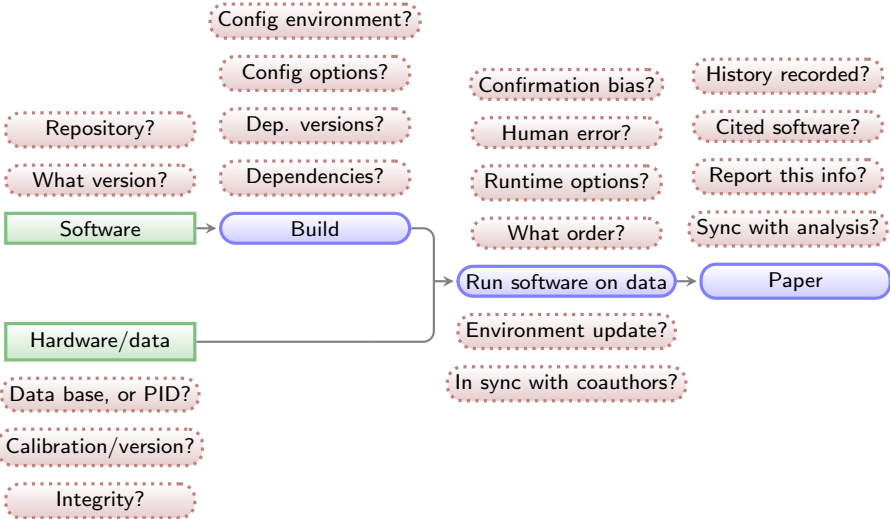 Config environment?
Config options?
Dep. versions?
Dependencies?
Repository?
What version?
Software
Build
Confirmation bias?
Human error?
Runtime options?
What order?
Run software on data
Environment update?
In sync with coauthors?
History recorded?
Cited software?
Report this info?
Sync with analysis?
Paper
Hardware/data
Data base, or PID?
Calibration/version?
Integrity?